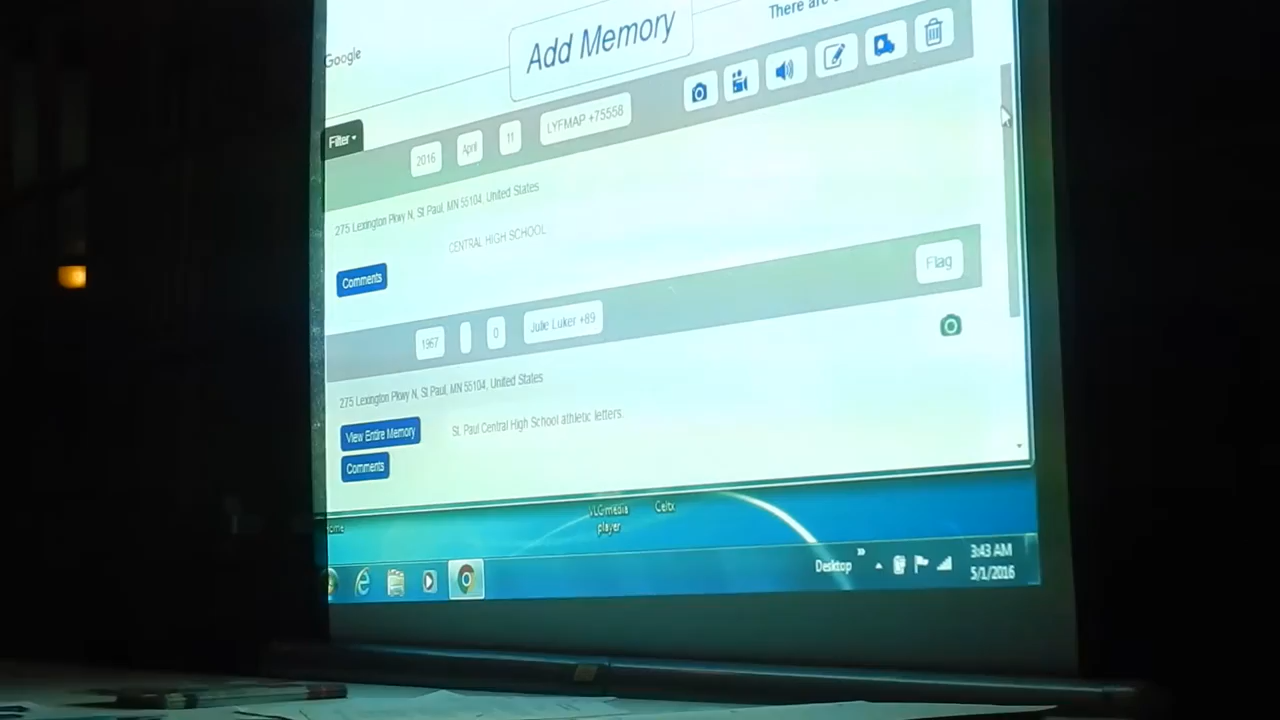 Google
Add Memory
There are
Filter
2016 April 11 LYFMAP +75558
275 Lexington Pkwy N, St Paul, MN 55104, United States
CENTRAL HIGH SCHOOL
Comments
Flag
1967 0 Julie Luker +89
275 Lexington Pkwy N, St Paul, MN 55104, United States
View Entire Memory
St. Paul Central High School athletic letters.
Comments
VLC media
player
Celtx
Desktop
3:43 AM
5/1/2016